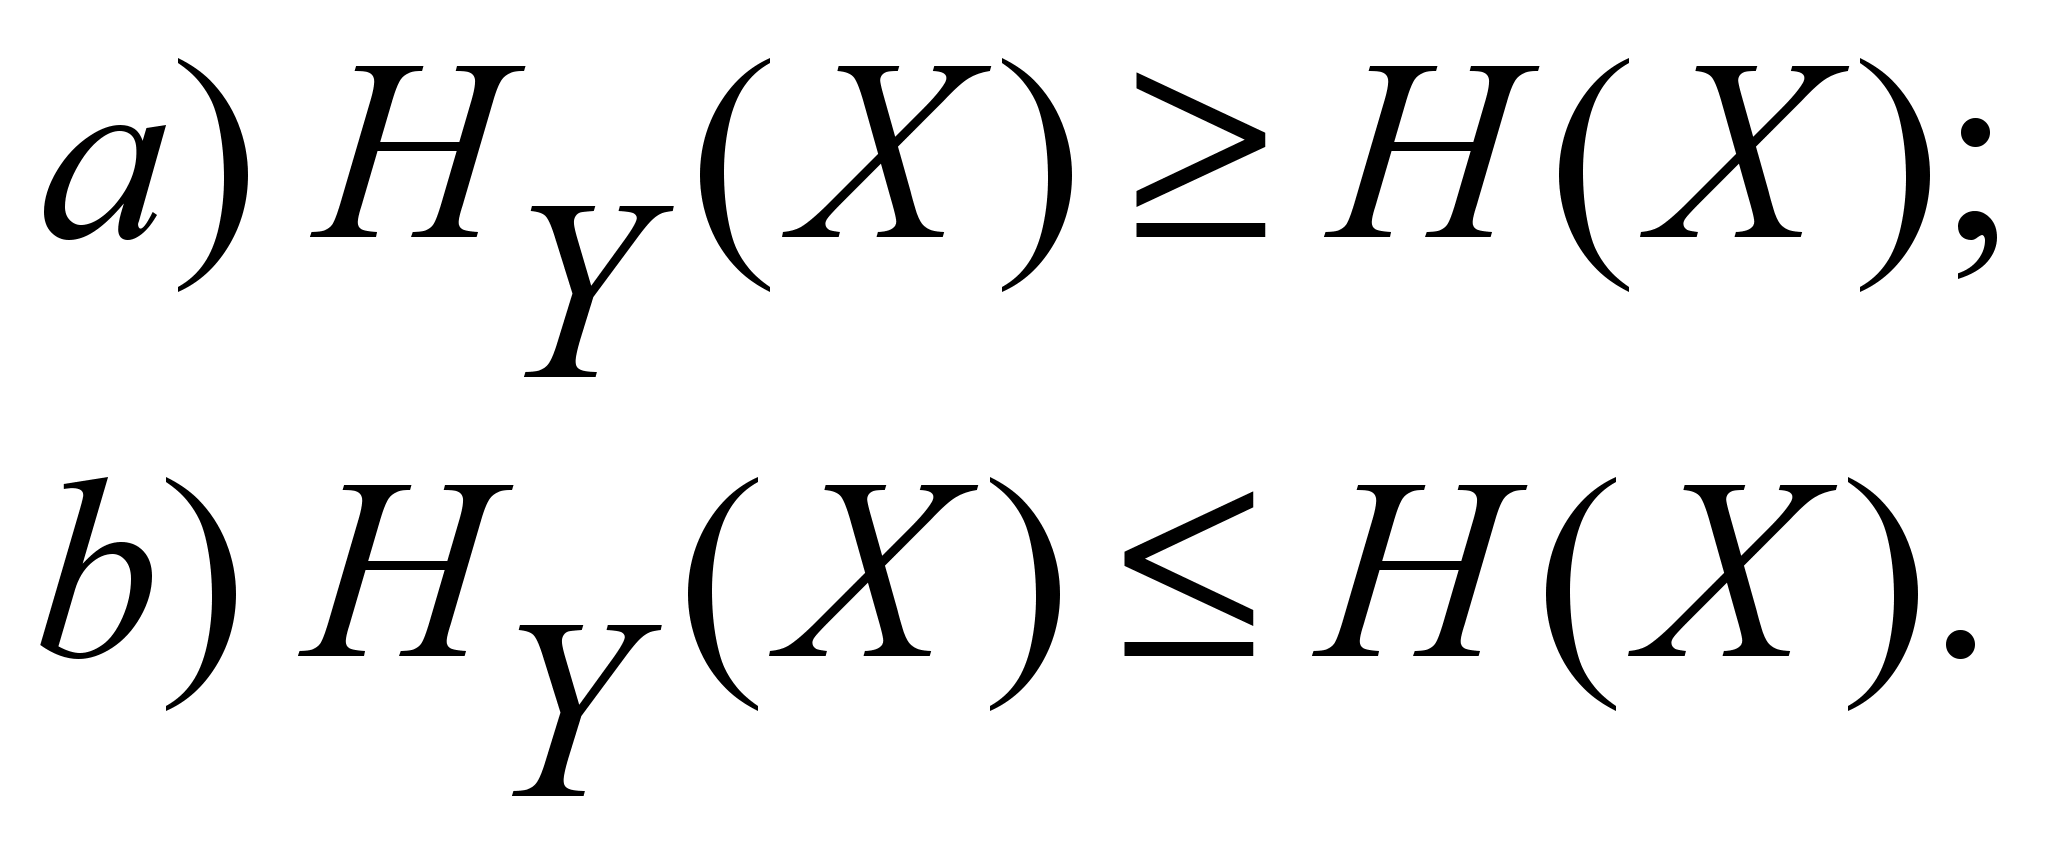 a) H_Y(X) ≥ H(X);
b) H_Y(X) ≤ H(X).